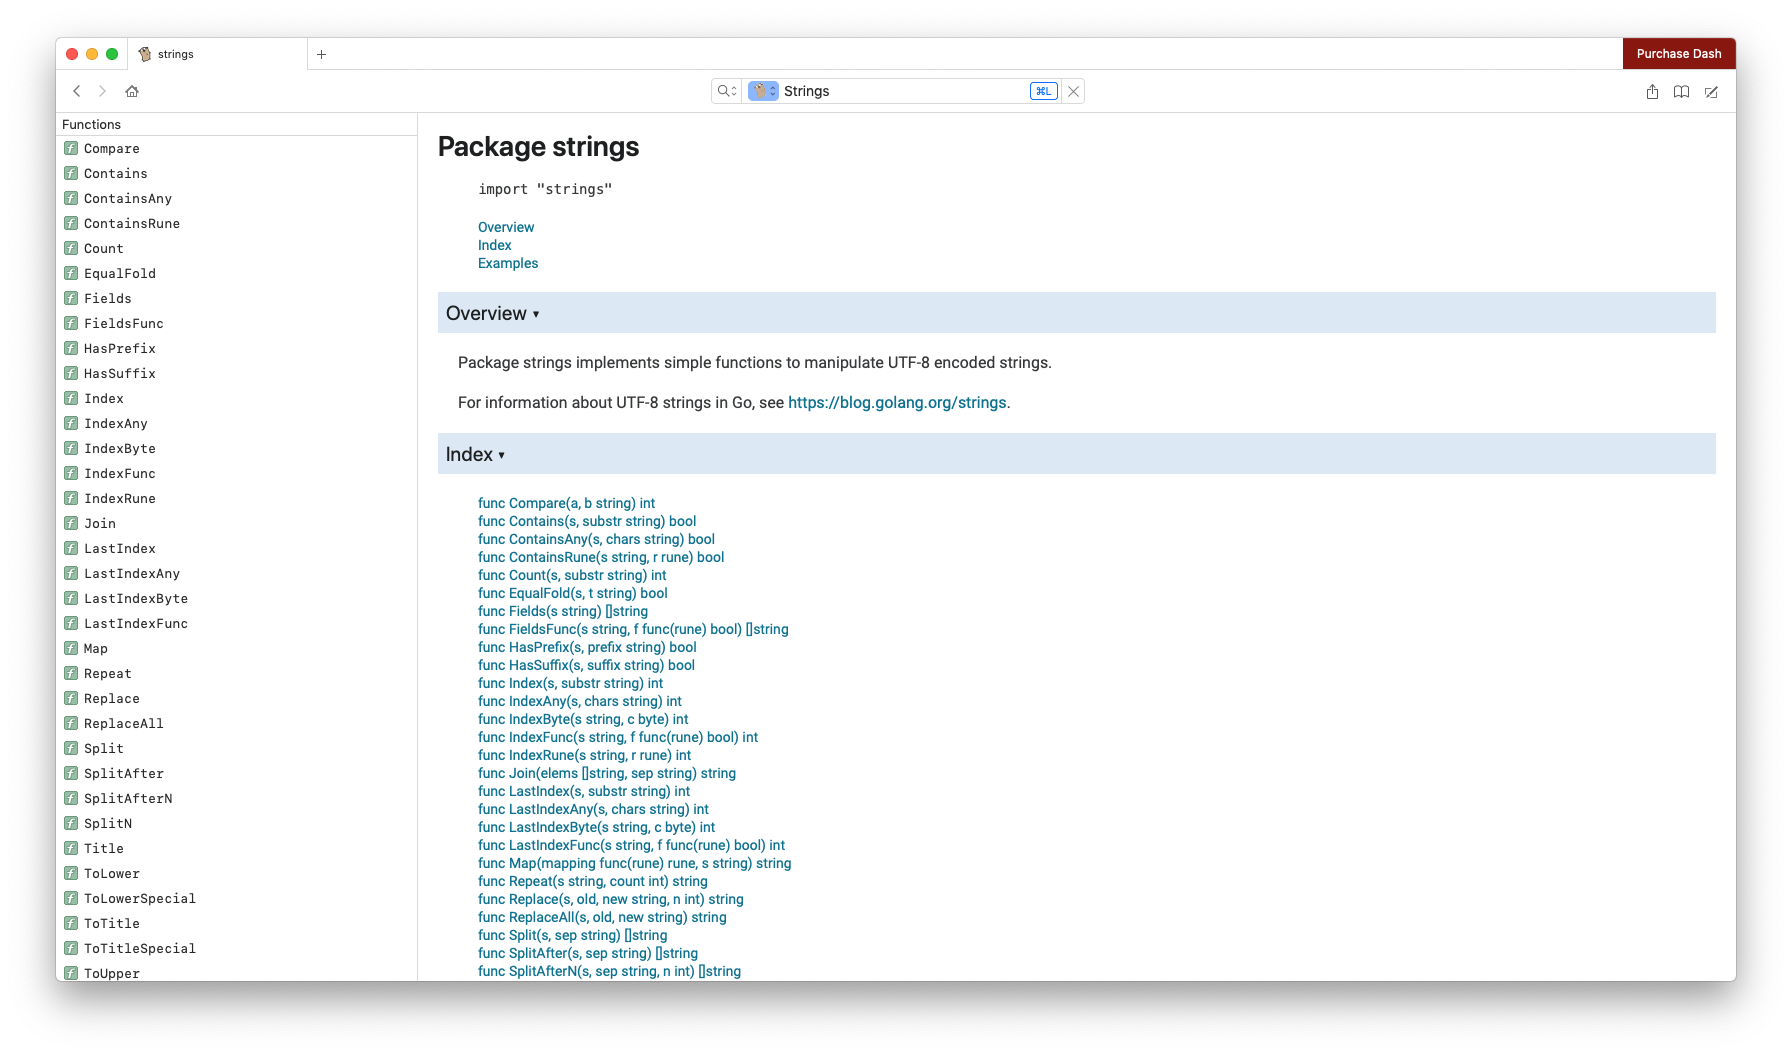 strings
Purchase Dash
Strings
⌘L
Functions
Compare
Contains
ContainsAny
ContainsRune
Count
EqualFold
Fields
FieldsFunc
HasPrefix
HasSuffix
Index
IndexAny
IndexByte
IndexFunc
IndexRune
Join
LastIndex
LastIndexAny
LastIndexByte
LastIndexFunc
Map
Repeat
Replace
ReplaceAll
Split
SplitAfter
SplitAfterN
SplitN
Title
ToLower
ToLowerSpecial
ToTitle
ToTitleSpecial
ToUpper
Package strings
import "strings"
Overview
Index
Examples
Overview ▾
Package strings implements simple functions to manipulate UTF-8 encoded strings.
For information about UTF-8 strings in Go, see https://blog.golang.org/strings.
Index ▾
func Compare(a, b string) int
func Contains(s, substr string) bool
func ContainsAny(s, chars string) bool
func ContainsRune(s string, r rune) bool
func Count(s, substr string) int
func EqualFold(s, t string) bool
func Fields(s string) []string
func FieldsFunc(s string, f func(rune) bool) []string
func HasPrefix(s, prefix string) bool
func HasSuffix(s, suffix string) bool
func Index(s, substr string) int
func IndexAny(s, chars string) int
func IndexByte(s string, c byte) int
func IndexFunc(s string, f func(rune) bool) int
func IndexRune(s string, r rune) int
func Join(elems []string, sep string) string
func LastIndex(s, substr string) int
func LastIndexAny(s, chars string) int
func LastIndexByte(s string, c byte) int
func LastIndexFunc(s string, f func(rune) bool) int
func Map(mapping func(rune) rune, s string) string
func Repeat(s string, count int) string
func Replace(s, old, new string, n int) string
func ReplaceAll(s, old, new string) string
func Split(s, sep string) []string
func SplitAfter(s, sep string) []string
func SplitAfterN(s, sep string, n int) []string